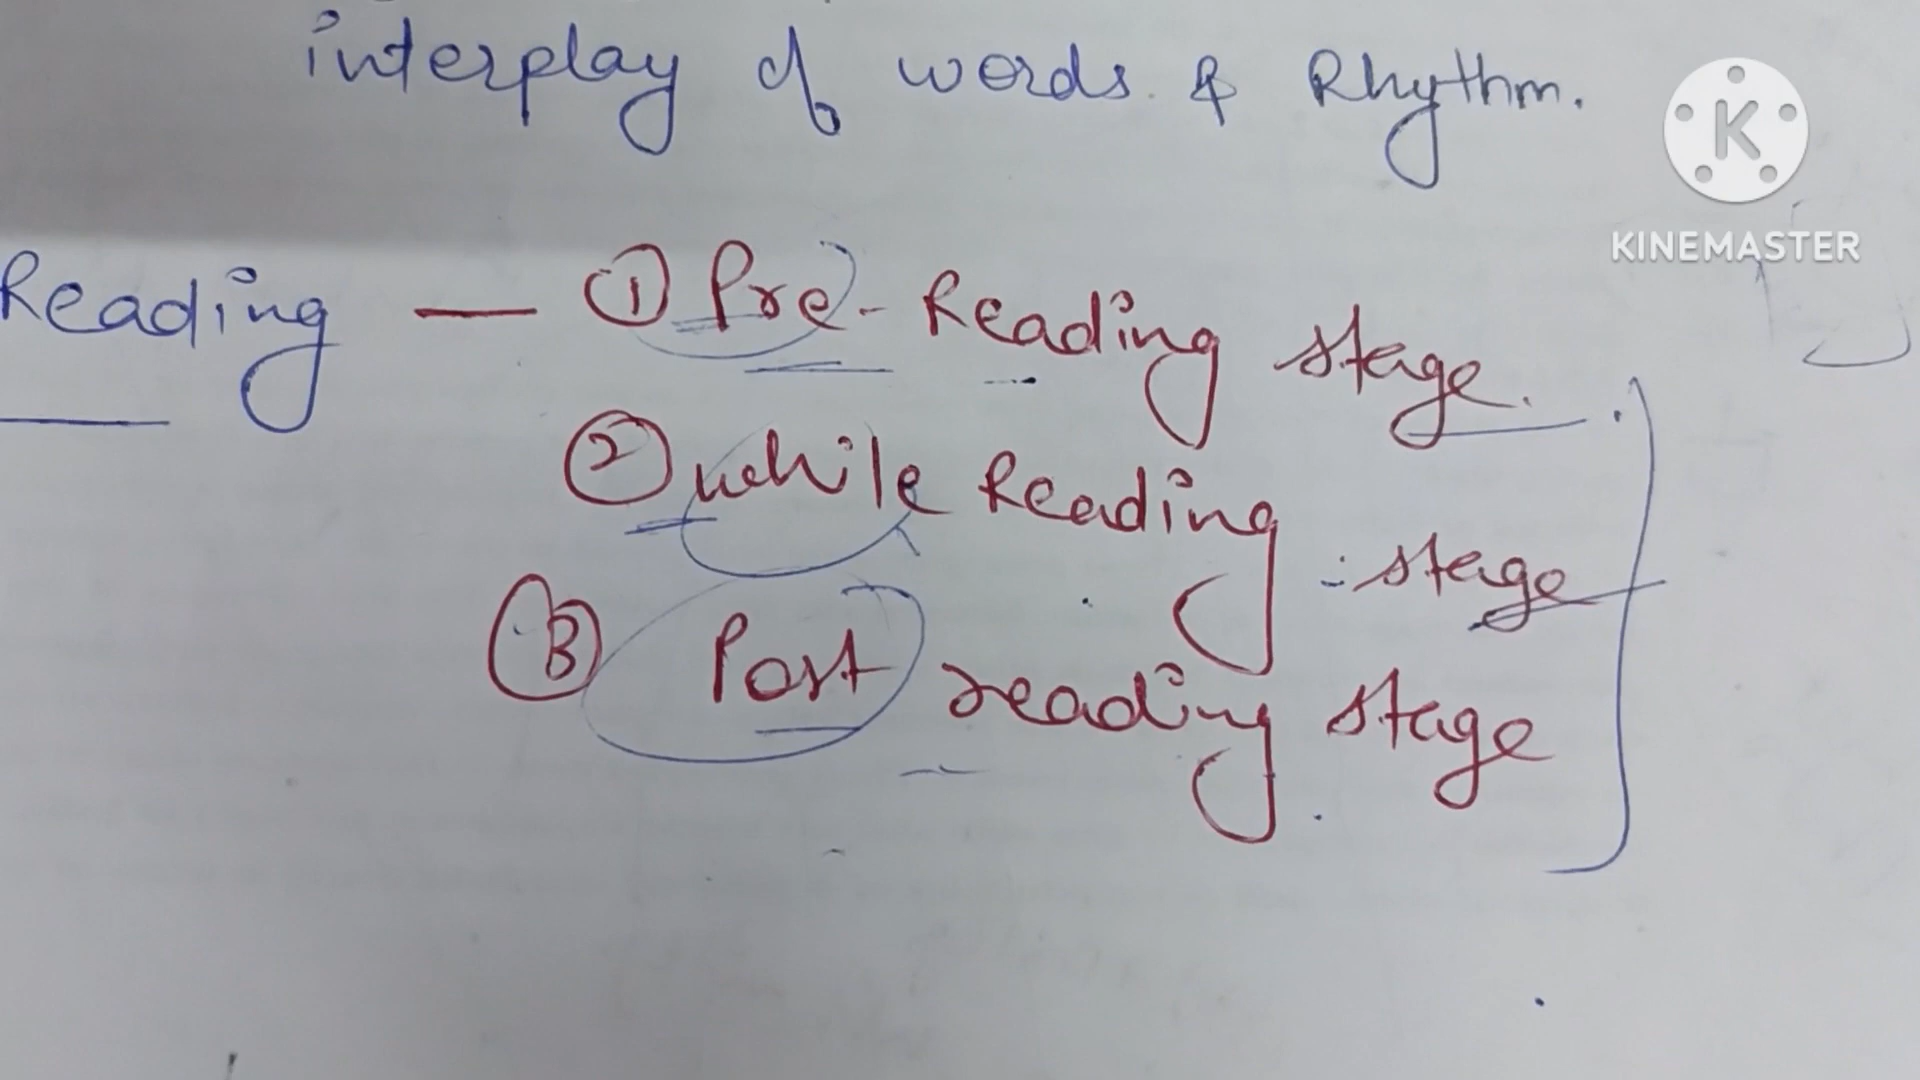 interplay of words & Rhythm.
KINEMASTER
Reading — ① Pre-Reading stage.
② while Reading
- stage
③ Post reading stage